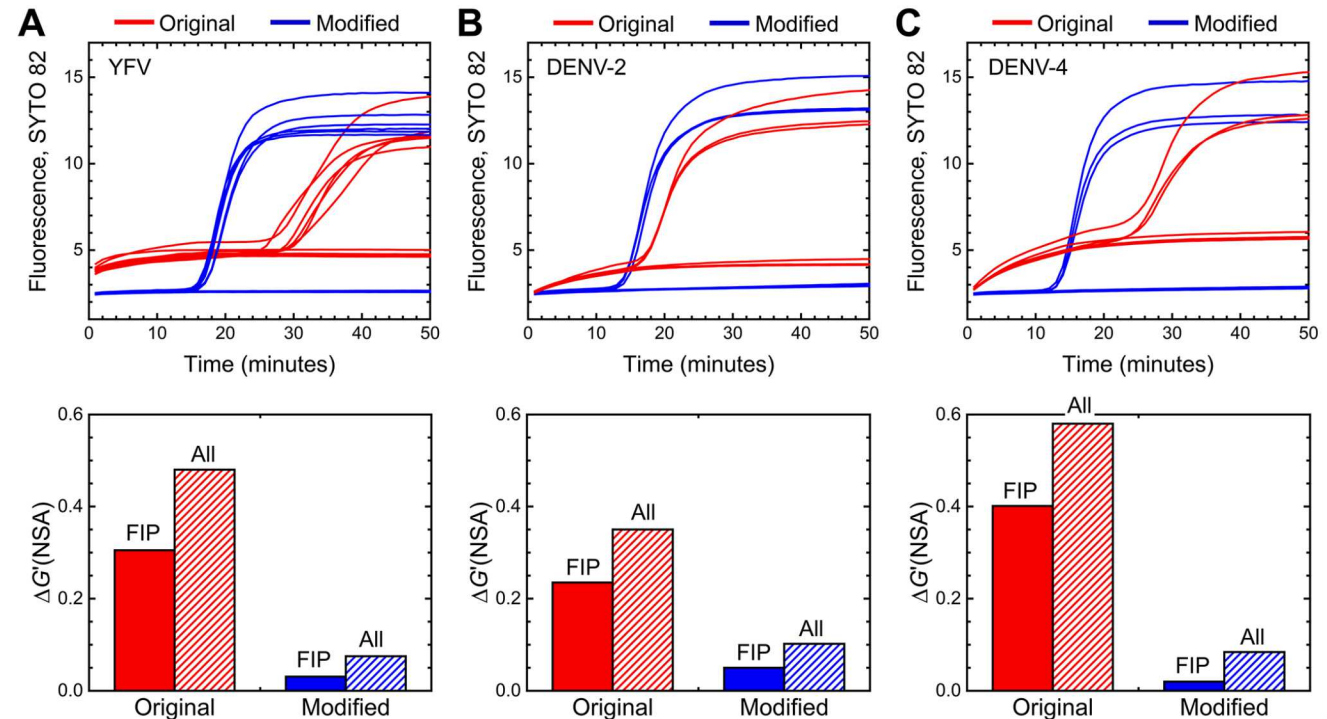 A
Original
Modified
YFV
Fluorescence, SYTO 82
15
10
5
0
10
20
30
40
50
Time (minutes)
B
Original
Modified
DENV-2
Fluorescence, SYTO 82
15
10
5
0
10
20
30
40
50
Time (minutes)
C
Original
Modified
DENV-4
Fluorescence, SYTO 82
15
10
5
0
10
20
30
40
50
Time (minutes)
ΔG'(NSA)
0.6
0.4
0.2
0.0
FIP
All
FIP
All
Original
Modified
ΔG'(NSA)
0.6
0.4
0.2
0.0
FIP
All
FIP
All
Original
Modified
ΔG'(NSA)
0.6
0.4
0.2
0.0
FIP
All
FIP
All
Original
Modified